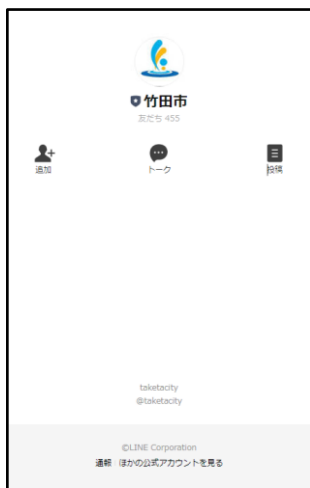 竹田市
友だち 455
追加
トーク
投稿
taketacity
@taketacity
©LINE Corporation
通報 ほかの公式アカウントを見る